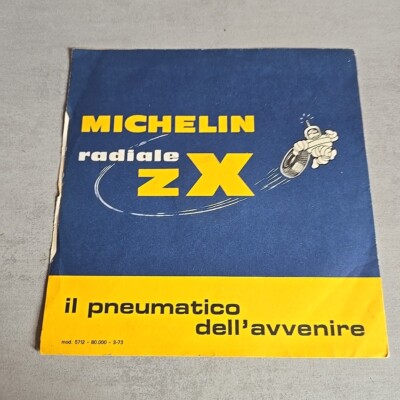 MICHELIN
radiale
zX
il pneumatico
dell'avvenire
mod. 5712 - 80.000 - 3-73